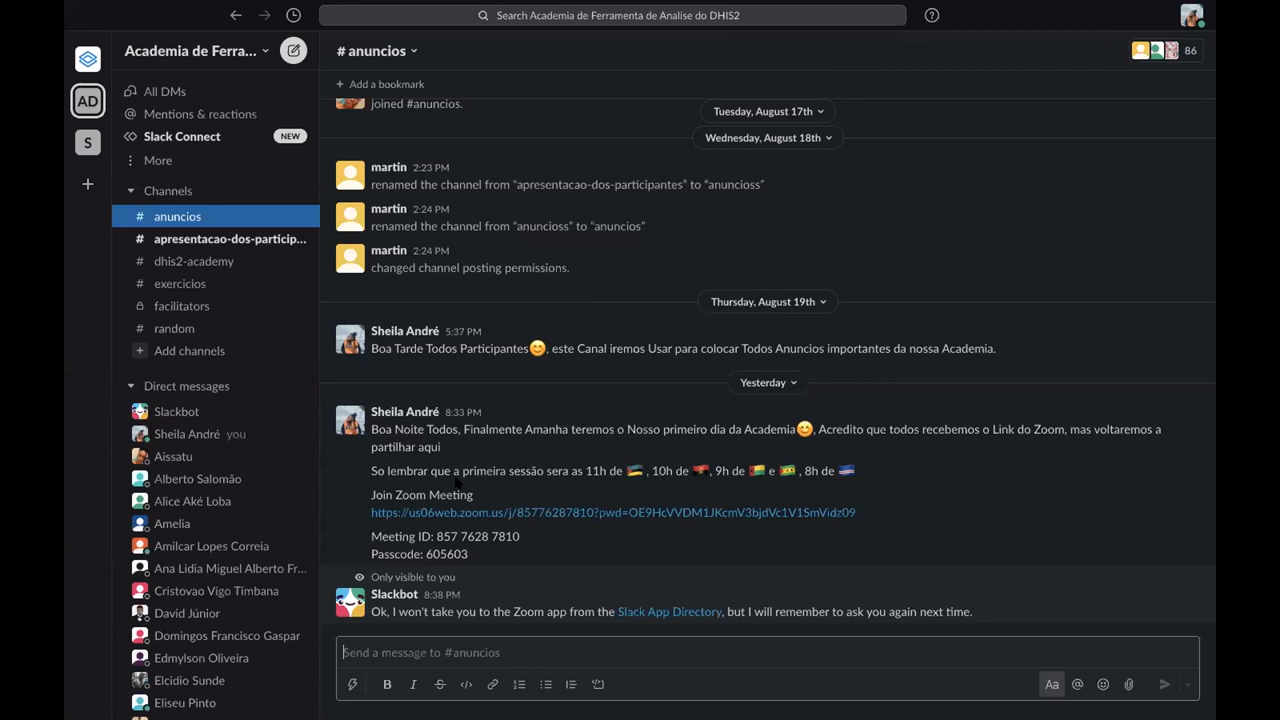 Search Academia de Ferramenta de Analise do DHIS2
Academia de Ferra...
# anuncios
86
Add a bookmark
AD
S
All DMs
Mentions & reactions
Slack Connect NEW
More
Channels
# anuncios
# apresentacao-dos-particip...
# dhis2-academy
# exercicios
facilitators
# random
+ Add channels
Direct messages
Slackbot
Sheila André you
Aissatu
Alberto Salomão
Alice Aké Loba
Amelia
Amilcar Lopes Correia
Ana Lidia Miguel Alberto Fr...
Cristovao Vigo Timbana
David Júnior
Domingos Francisco Gaspar
Edmylson Oliveira
Elcidio Sunde
Eliseu Pinto
joined #anuncios.
Tuesday, August 17th
Wednesday, August 18th
martin 2:23 PM
renamed the channel from “apresentacao-dos-participantes” to “anuncioss”
martin 2:24 PM
renamed the channel from “anuncioss” to “anuncios”
martin 2:24 PM
changed channel posting permissions.
Thursday, August 19th
Sheila André 5:37 PM
Boa Tarde Todos Participantes😊, este Canal iremos Usar para colocar Todos Anuncios importantes da nossa Academia.
Yesterday
Sheila André 8:33 PM
Boa Noite Todos, Finalmente Amanha teremos o Nosso primeiro dia da Academia😊, Acredito que todos recebemos o Link do Zoom, mas voltaremos a
partilhar aqui
So lembrar que a primeira sessão sera as 11h de 🇲🇿 , 10h de 🇦🇴, 9h de 🇬🇼 e 🇸🇹 , 8h de 🇨🇻
Join Zoom Meeting
https://us06web.zoom.us/j/85776287810?pwd=OE9HcVVDM1JKcmV3bjdVc1V1SmVidz09
Meeting ID: 857 7628 7810
Passcode: 605603
Only visible to you
Slackbot 8:38 PM
Ok, I won't take you to the Zoom app from the Slack App Directory, but I will remember to ask you again next time.
Send a message to #anuncios
B I S Aa @